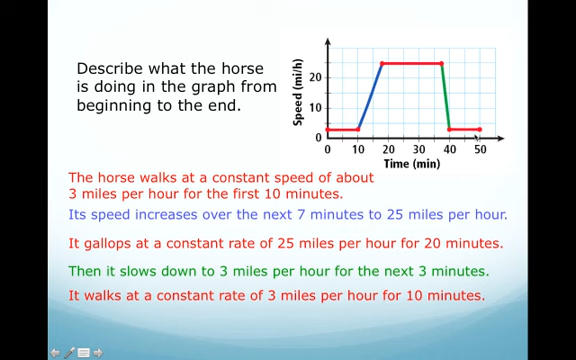 Describe what the horse
is doing in the graph from
beginning to the end.
Speed (mi/h)
20
10
0
0 10 20 30 40 50
Time (min)
The horse walks at a constant speed of about
3 miles per hour for the first 10 minutes.
Its speed increases over the next 7 minutes to 25 miles per hour.
It gallops at a constant rate of 25 miles per hour for 20 minutes.
Then it slows down to 3 miles per hour for the next 3 minutes.
It walks at a constant rate of 3 miles per hour for 10 minutes.